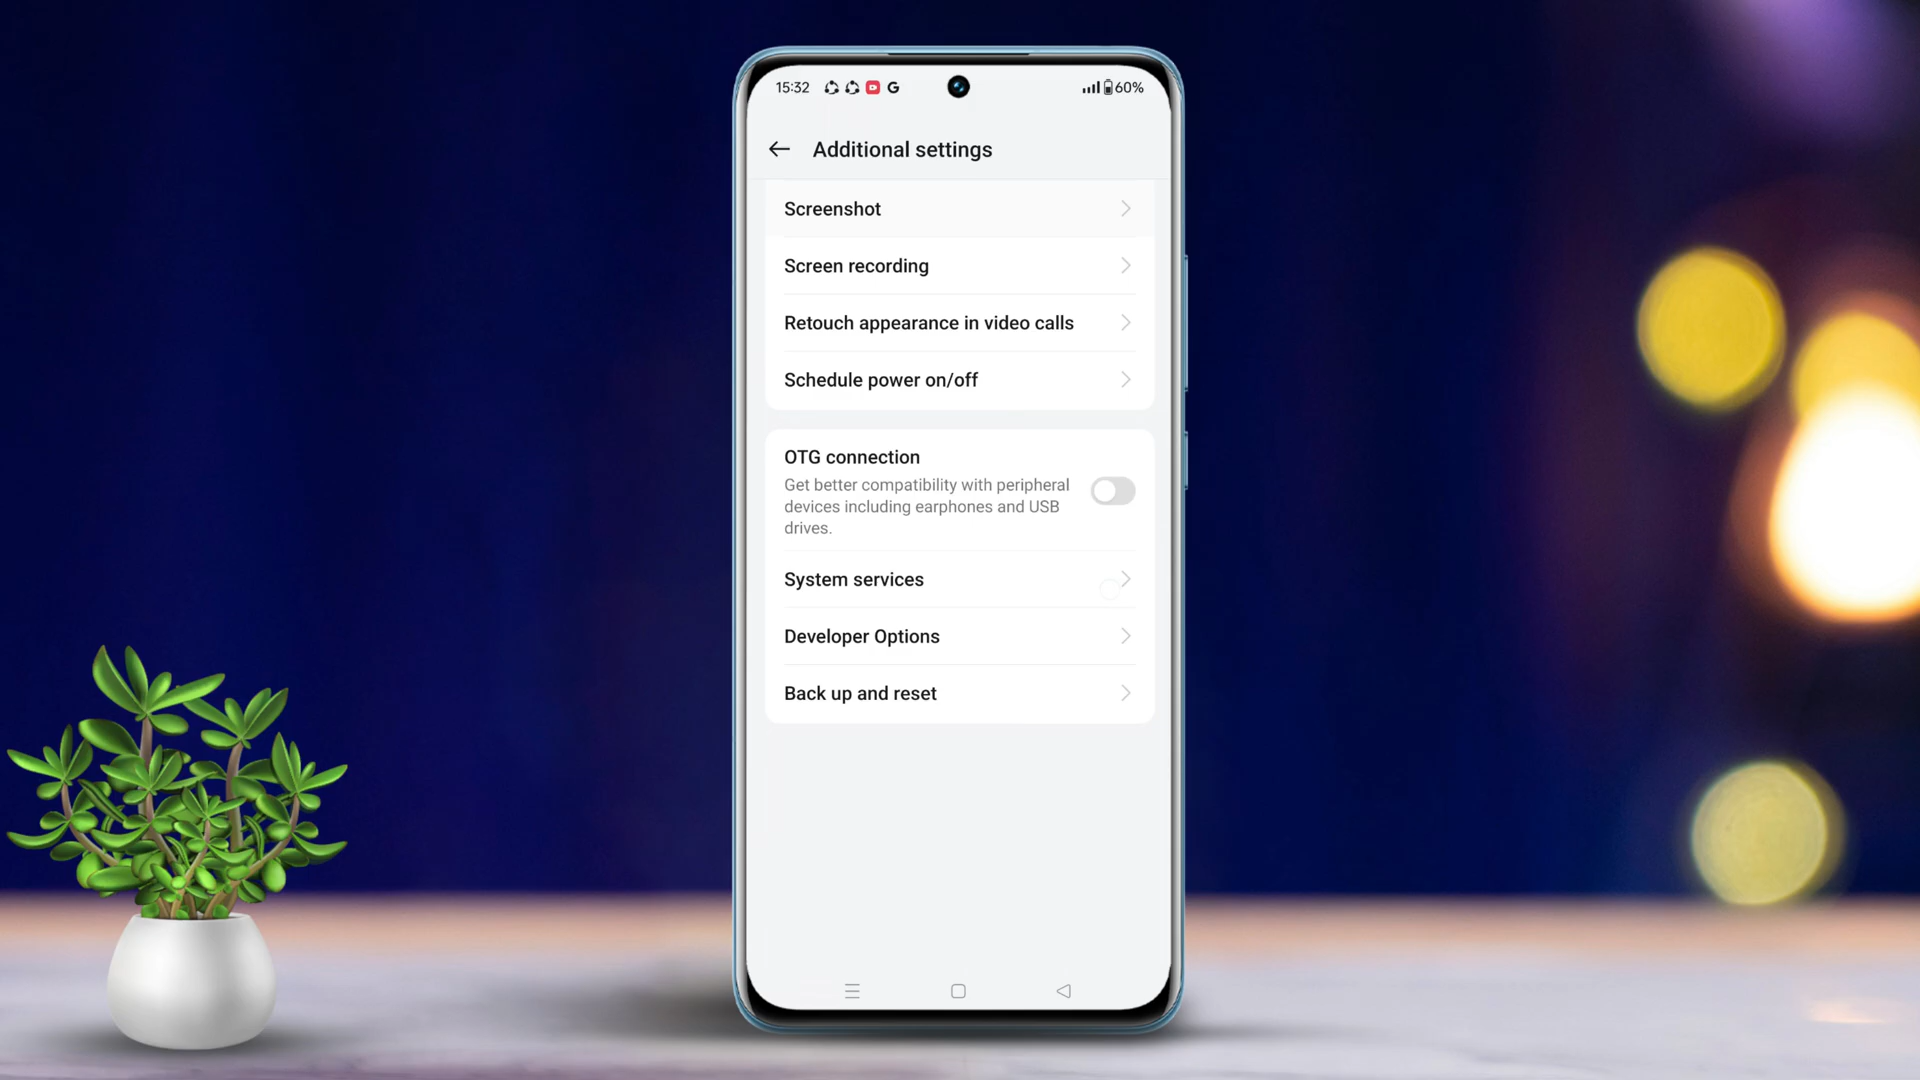 15:32 G 60%
Additional settings
Screenshot
Screen recording
Retouch appearance in video calls
Schedule power on/off
OTG connection
Get better compatibility with peripheral
devices including earphones and USB
drives.
System services
Developer Options
Back up and reset